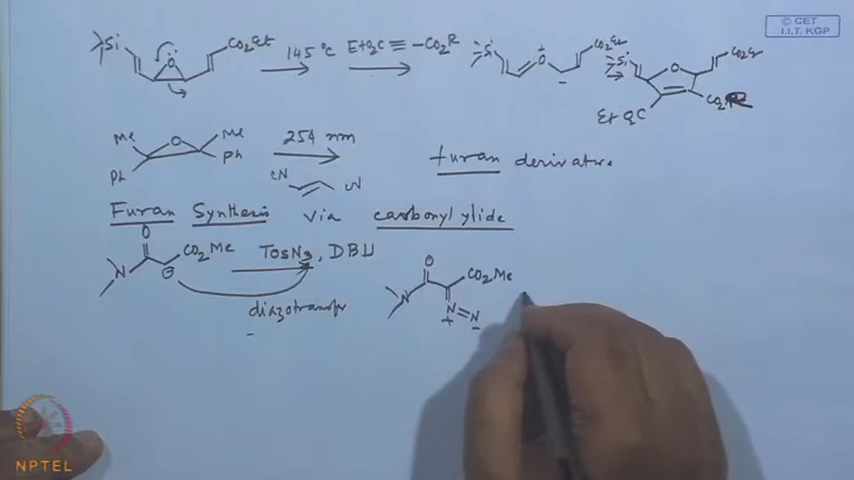 © CET
I.I.T. KGP
Si O CO2Et 145 °C EtO2C ≡ -CO2R Si O + - CO2Et Si O CO2Et
EtO2C CO2R
Me O Me Ph Ph 254 nm furan derivative
CN CN
Furan Synthesis via carbonyl ylide
O N CO2Me TosN3, DBU O N CO2Me
diazotransfer N = N + -
NPTEL